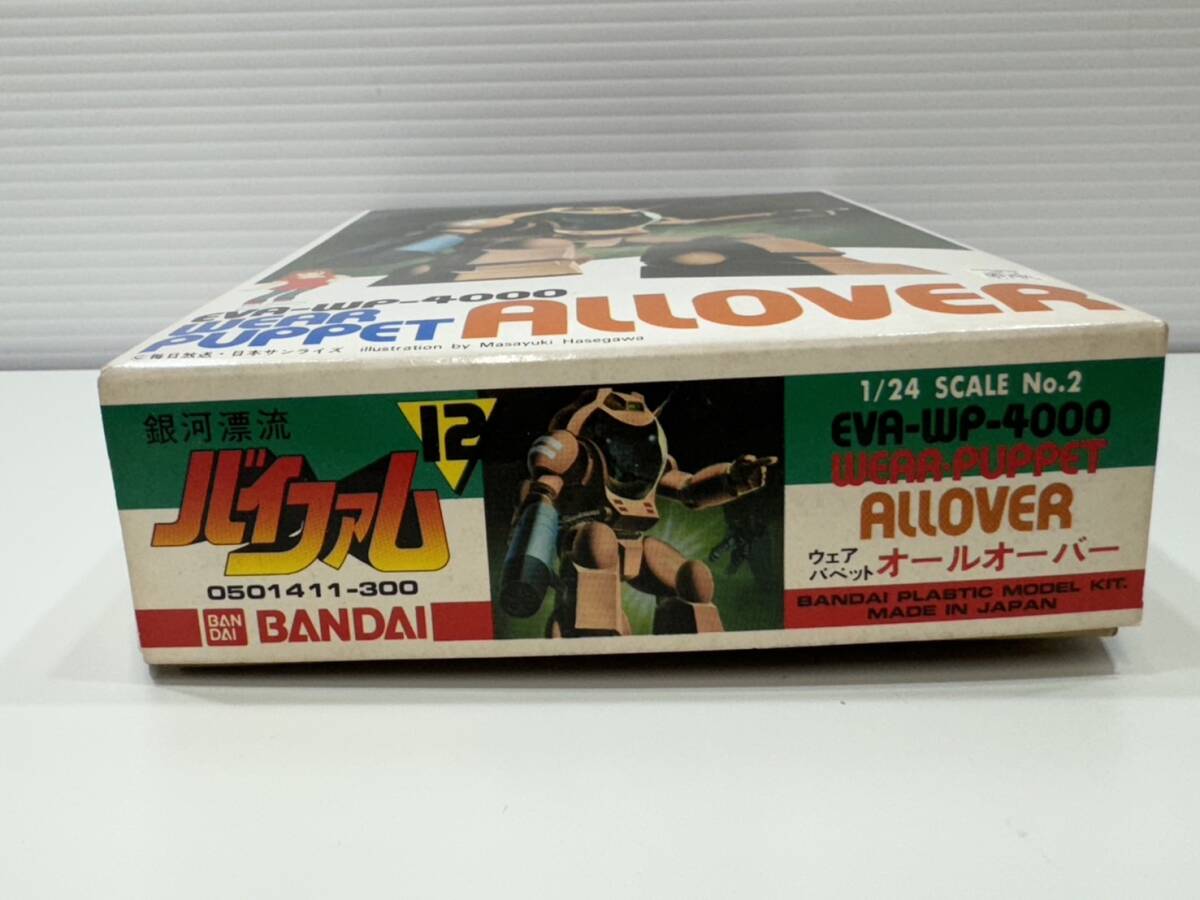 EVA-WP-4000
WEAR
PUPPET
ALLOVER
毎日放送・日本サンライズ illustration by Masayuki Hasegawa
銀河漂流
バイファム
12
0501411-300
BAN
DAI
BANDAI
1/24 SCALE No.2
EVA-WP-4000
WEAR·PUPPET
ALLOVER
ウェア
パペット
オールオーバー
BANDAI PLASTIC MODEL KIT.
MADE IN JAPAN